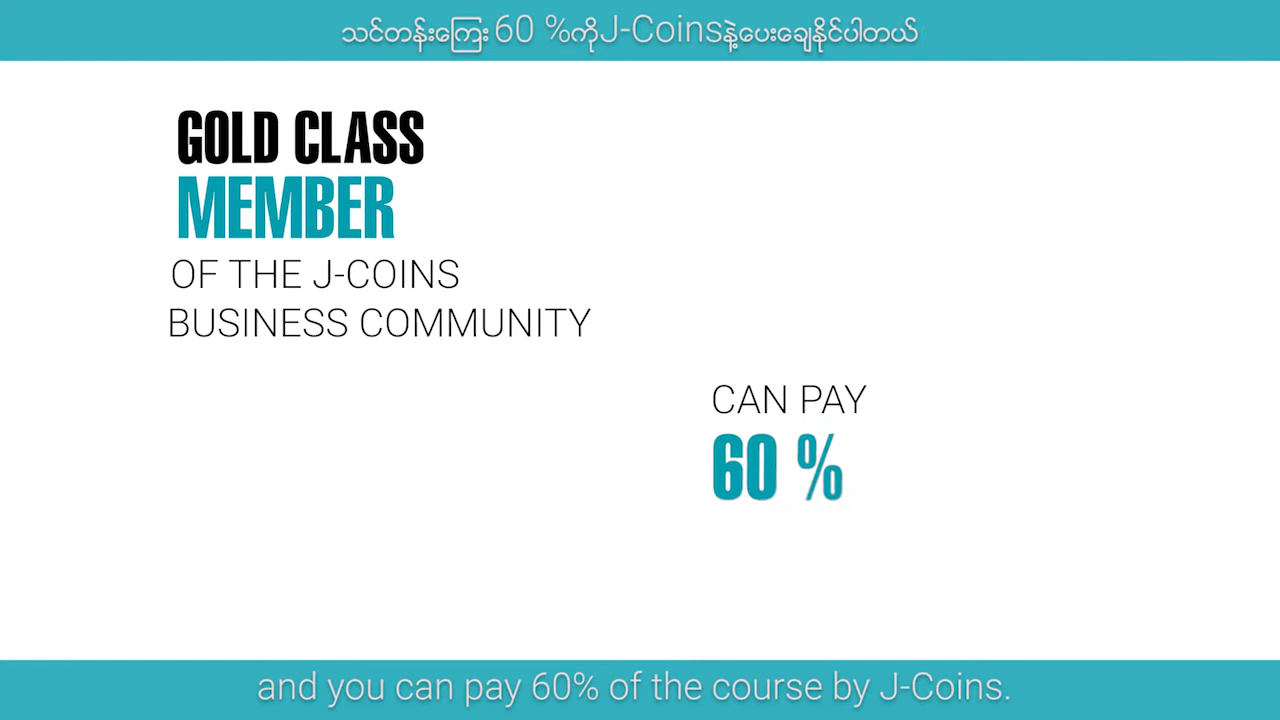 သင်တန်းကြေး 60 %ကိုJ-Coinsနဲ့ပေးချေနိုင်ပါတယ်
GOLD CLASS
MEMBER
OF THE J-COINS
BUSINESS COMMUNITY
CAN PAY
60 %
and you can pay 60% of the course by J-Coins.